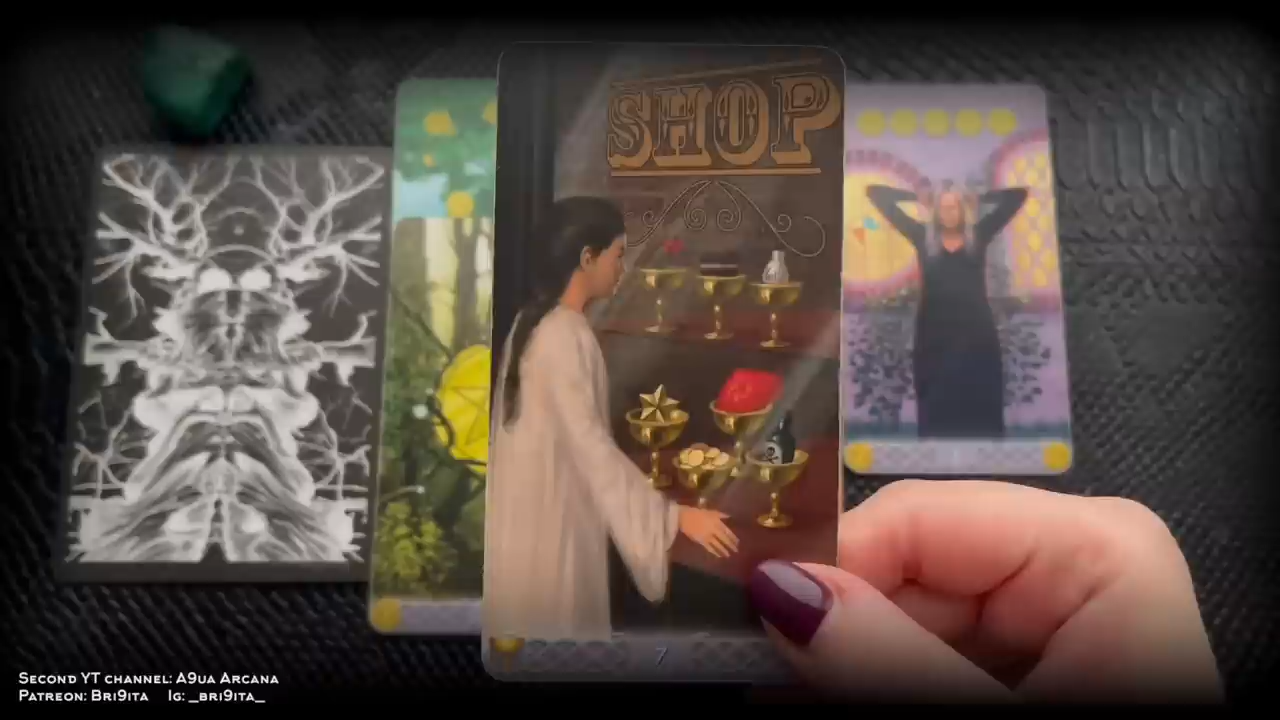 SHOP
7
Second YT channel: A9ua Arcana
Patreon: Bri9ita Ig: _bri9ita_